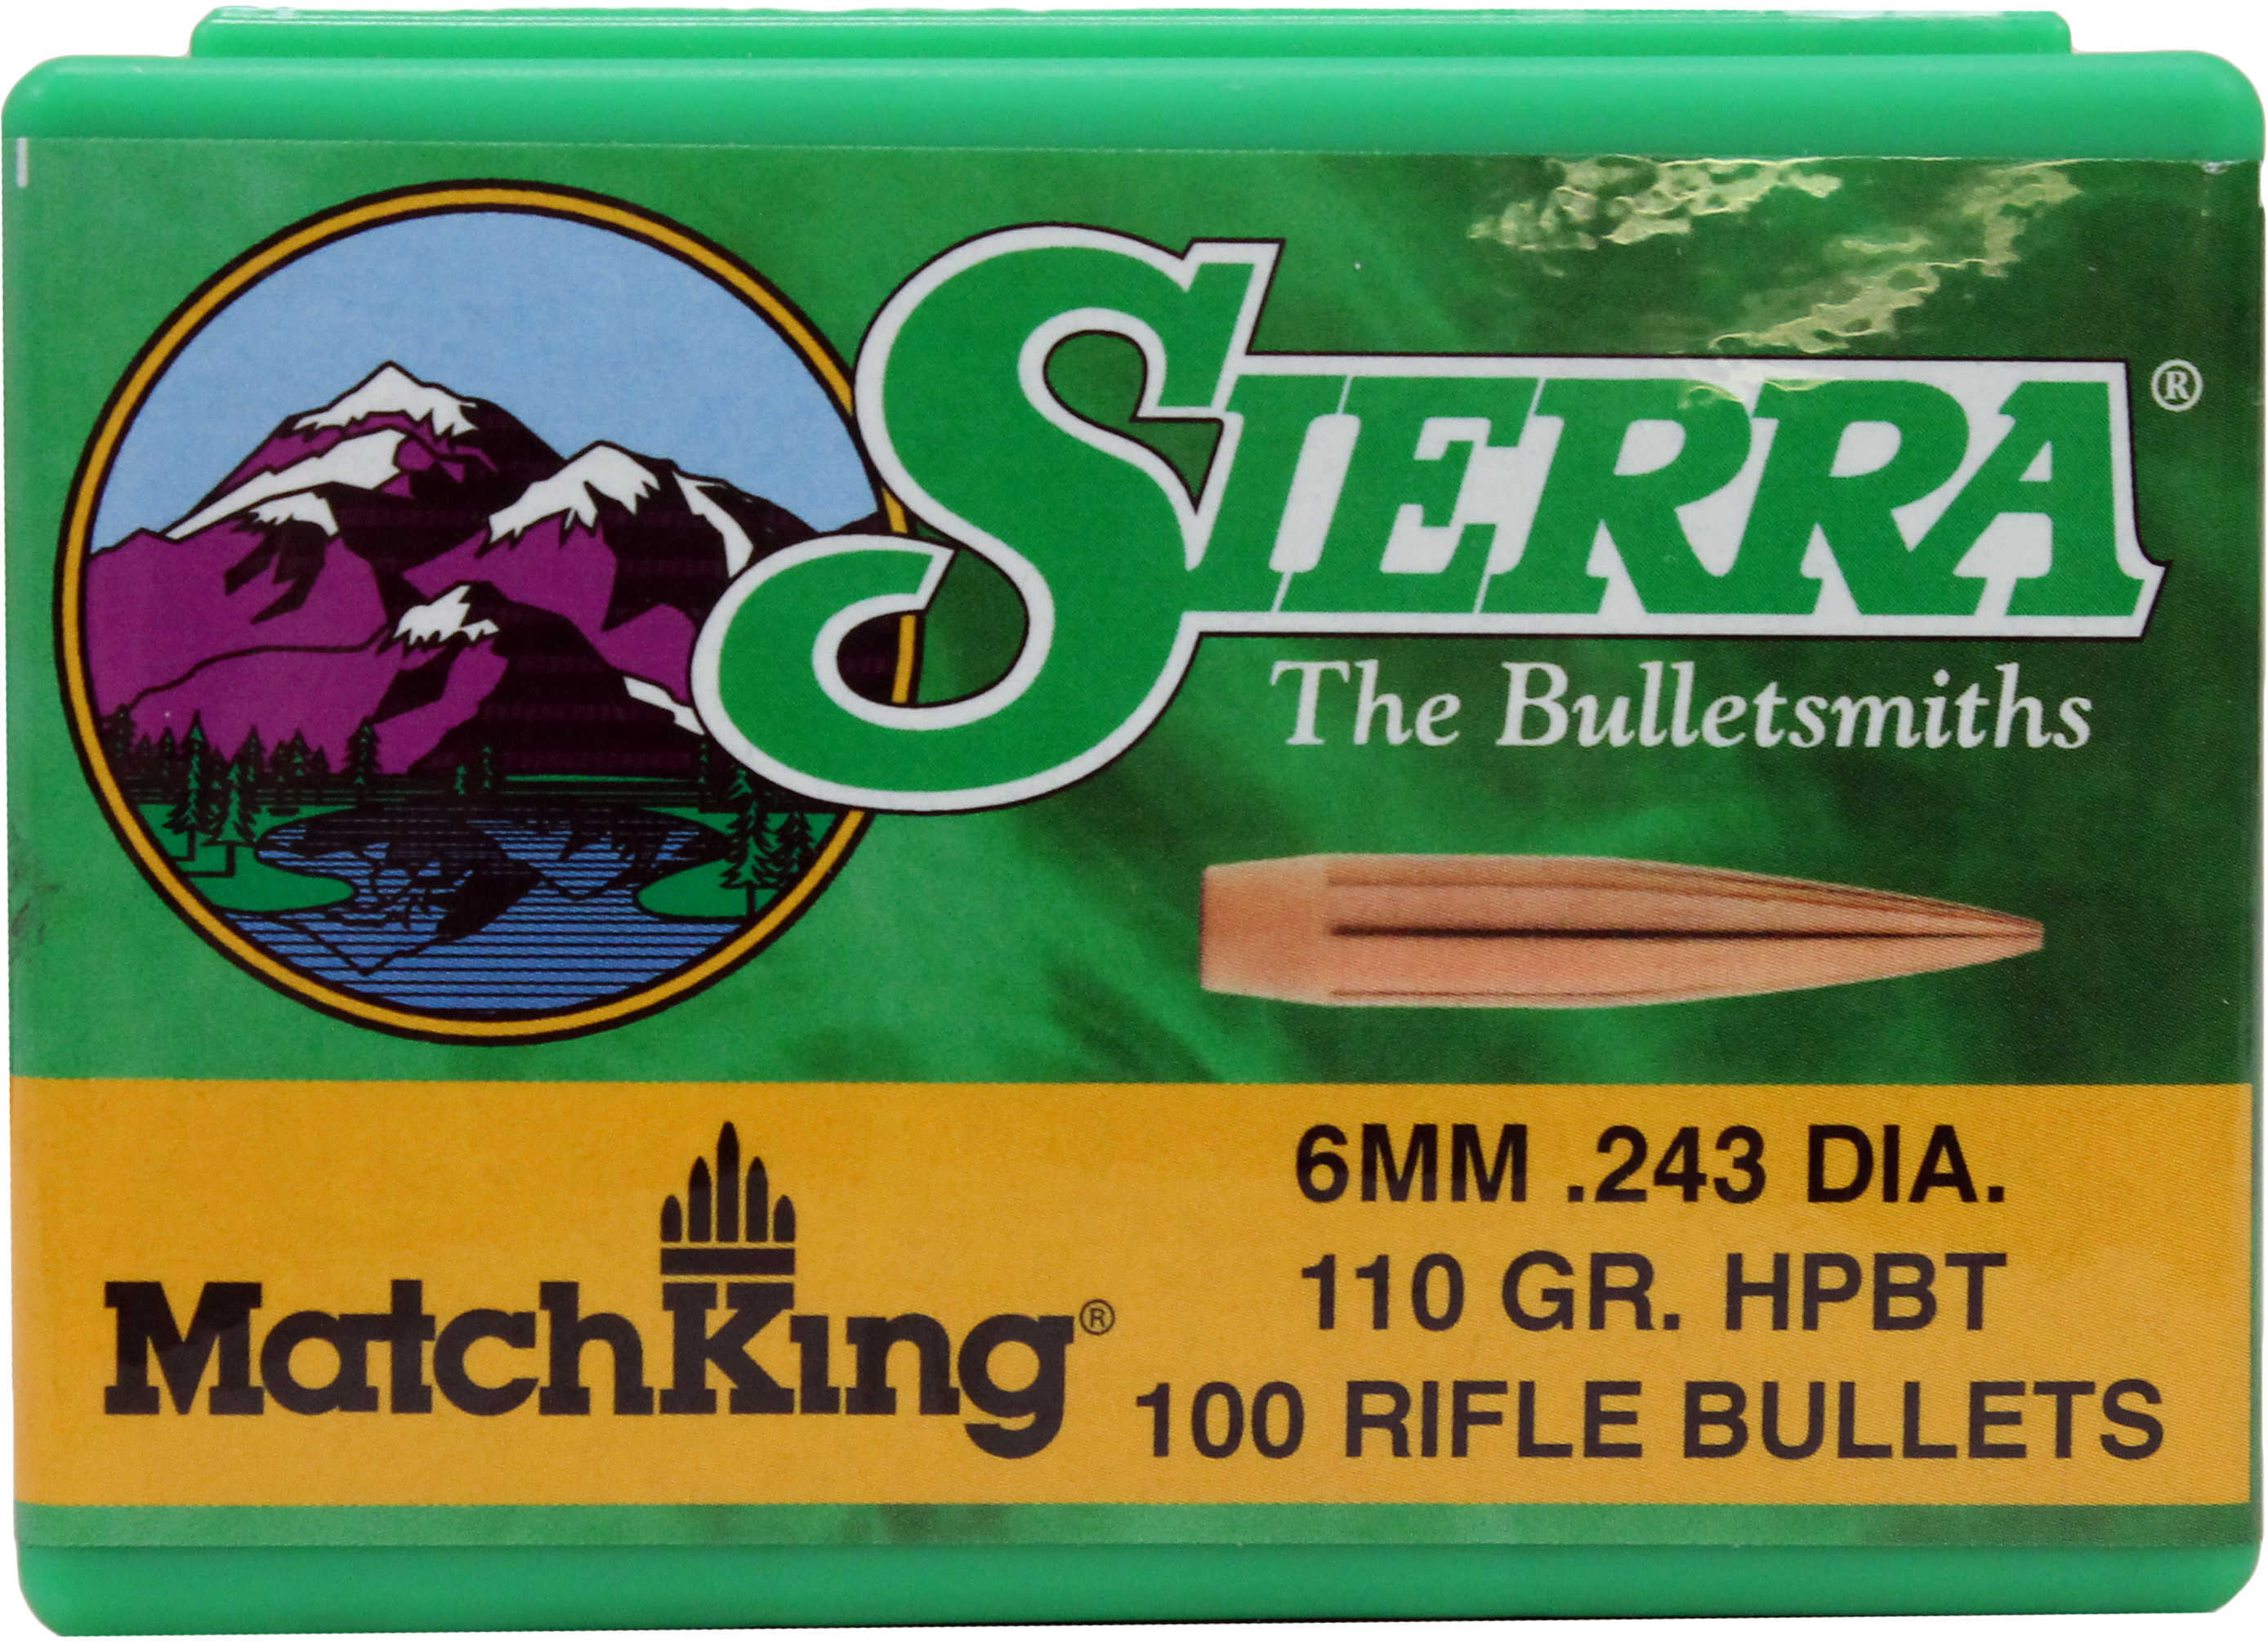 SIERRA®
The Bulletsmiths
6MM .243 DIA.
110 GR. HPBT
MatchKing®
100 RIFLE BULLETS